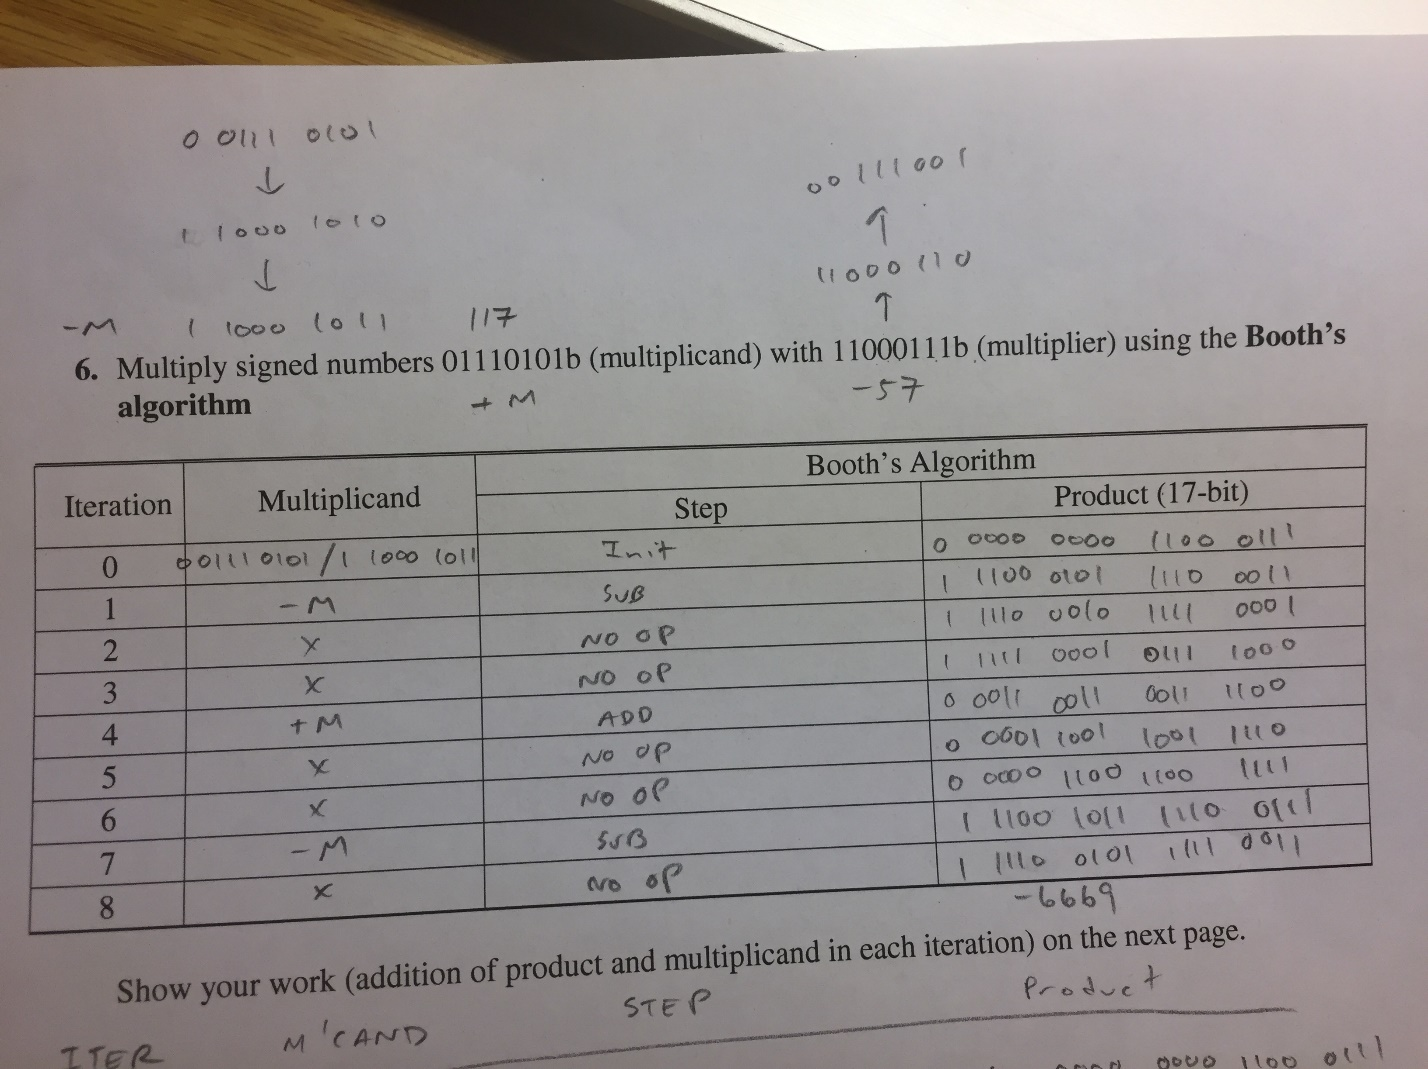 0 0111 0101
↓
00111001
1 1000 1010
↑
↓
11000110
-M 1 1000 1011 117
↑
6. Multiply signed numbers 01110101b (multiplicand) with 11000111b (multiplier) using the Booth's
algorithm
+M
-57
Iteration Multiplicand Booth's Algorithm
Step Product (17-bit)
0 001110101/1 1000 1011 Init 0 0000 0000 1100 0111
1 -M SUB 1 1100 0101 1110 0011
2 X NO OP 1 1110 0010 1111 0001
3 X NO OP 1 1111 0001 0111 1000
4 +M ADD 0 0011 0011 0011 1100
5 X NO OP 0 0001 1001 1001 1110
6 X NO OP 0 0000 1100 1100 1111
7 -M SUB 1 1100 1011 1110 0111
8 X NO OP 1 1110 0101 1111 0011
-6669
Show your work (addition of product and multiplicand in each iteration) on the next page.
ITER M'CAND STEP Product
0000 1100 0111